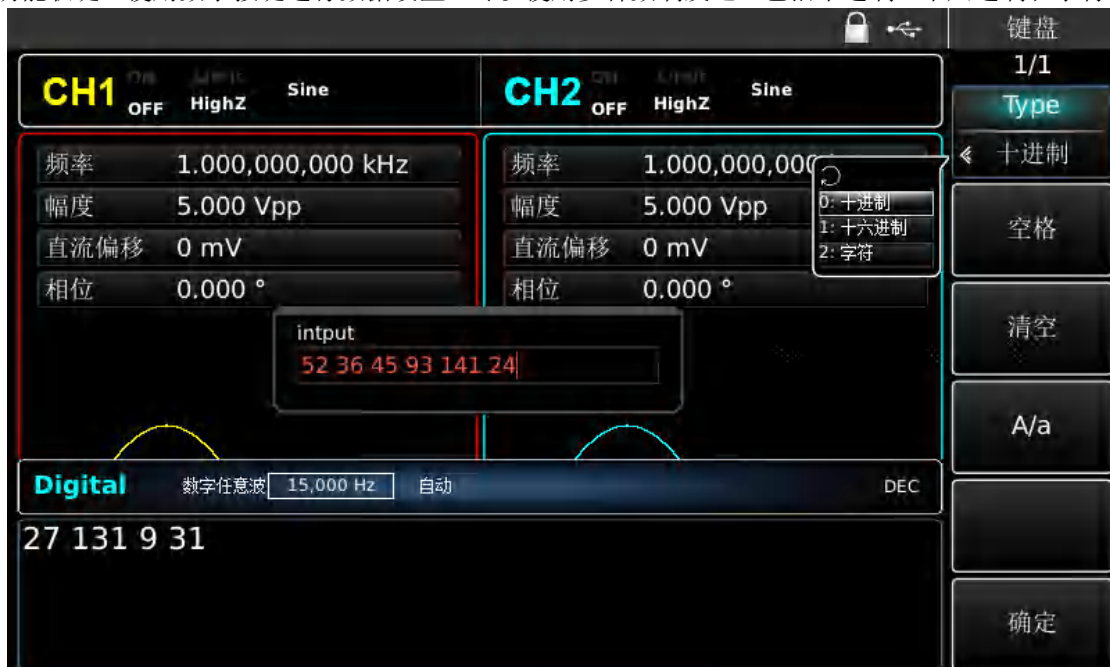 键盘
1/1
CH1 OFF HighZ Sine
CH2 OFF HighZ Sine
Type
十进制
频率 1.000,000,000 kHz
幅度 5.000 Vpp
直流偏移 0 mV
相位 0.000 °
频率 1.000,000,000
幅度 5.000 Vpp
直流偏移 0 mV
相位 0.000 °
0: 十进制
1: 十六进制
2: 字符
空格
清空
intput
52 36 45 93 141 24
A/a
Digital 数字任意波 15,000 Hz 自动 DEC
27 131 9 31
确定